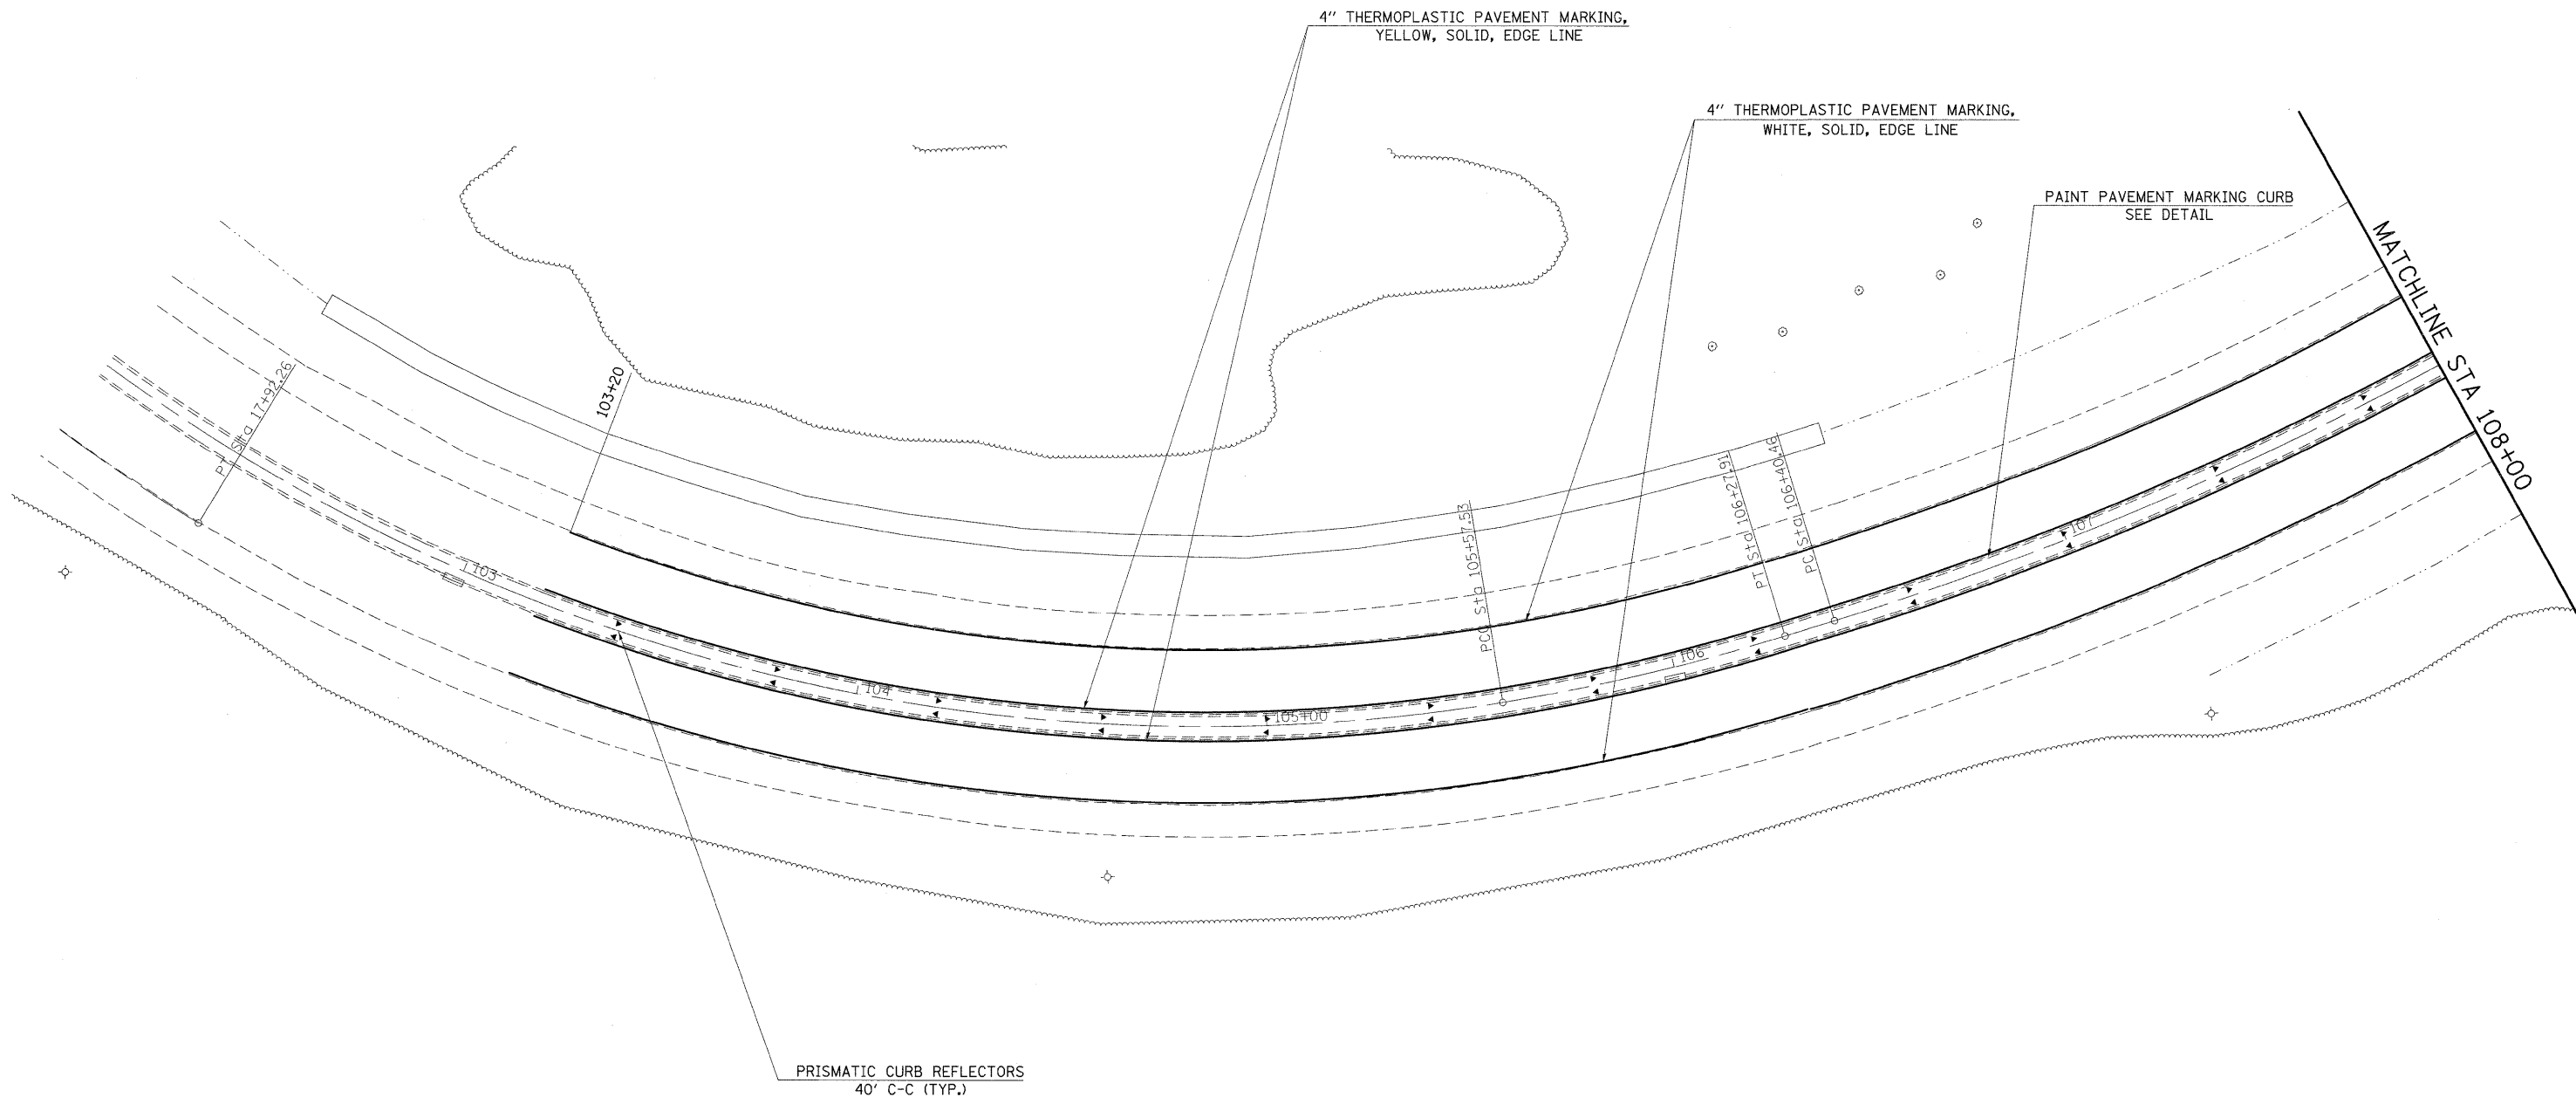 4" THERMOPLASTIC PAVEMENT MARKING,
YELLOW, SOLID, EDGE LINE
4" THERMOPLASTIC PAVEMENT MARKING,
WHITE, SOLID, EDGE LINE
PAINT PAVEMENT MARKING CURB
SEE DETAIL
MATCHLINE STA 108+00
PT Sta 17+92.26
103+20
PCC Sta 105+57.53
PT Sta 106+27.91
PC Sta 106+40.46
103
104
105+00
106
107
PRISMATIC CURB REFLECTORS
40' C-C (TYP.)